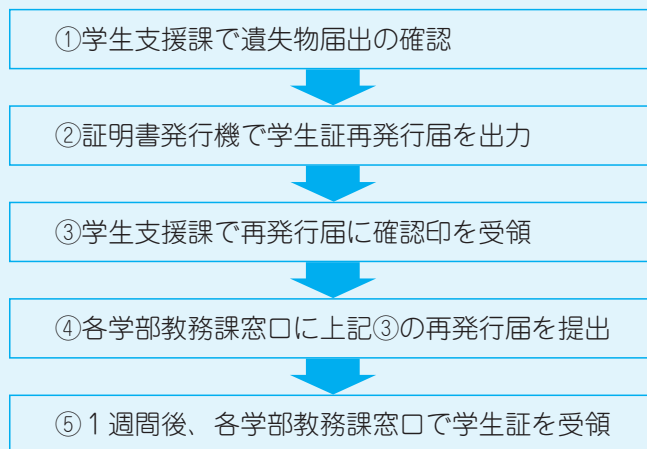 ①学生支援課で遺失物届出の確認
②証明書発行機で学生証再発行届を出力
③学生支援課で再発行届に確認印を受領
④各学部教務課窓口に上記③の再発行届を提出
⑤1週間後、各学部教務課窓口で学生証を受領